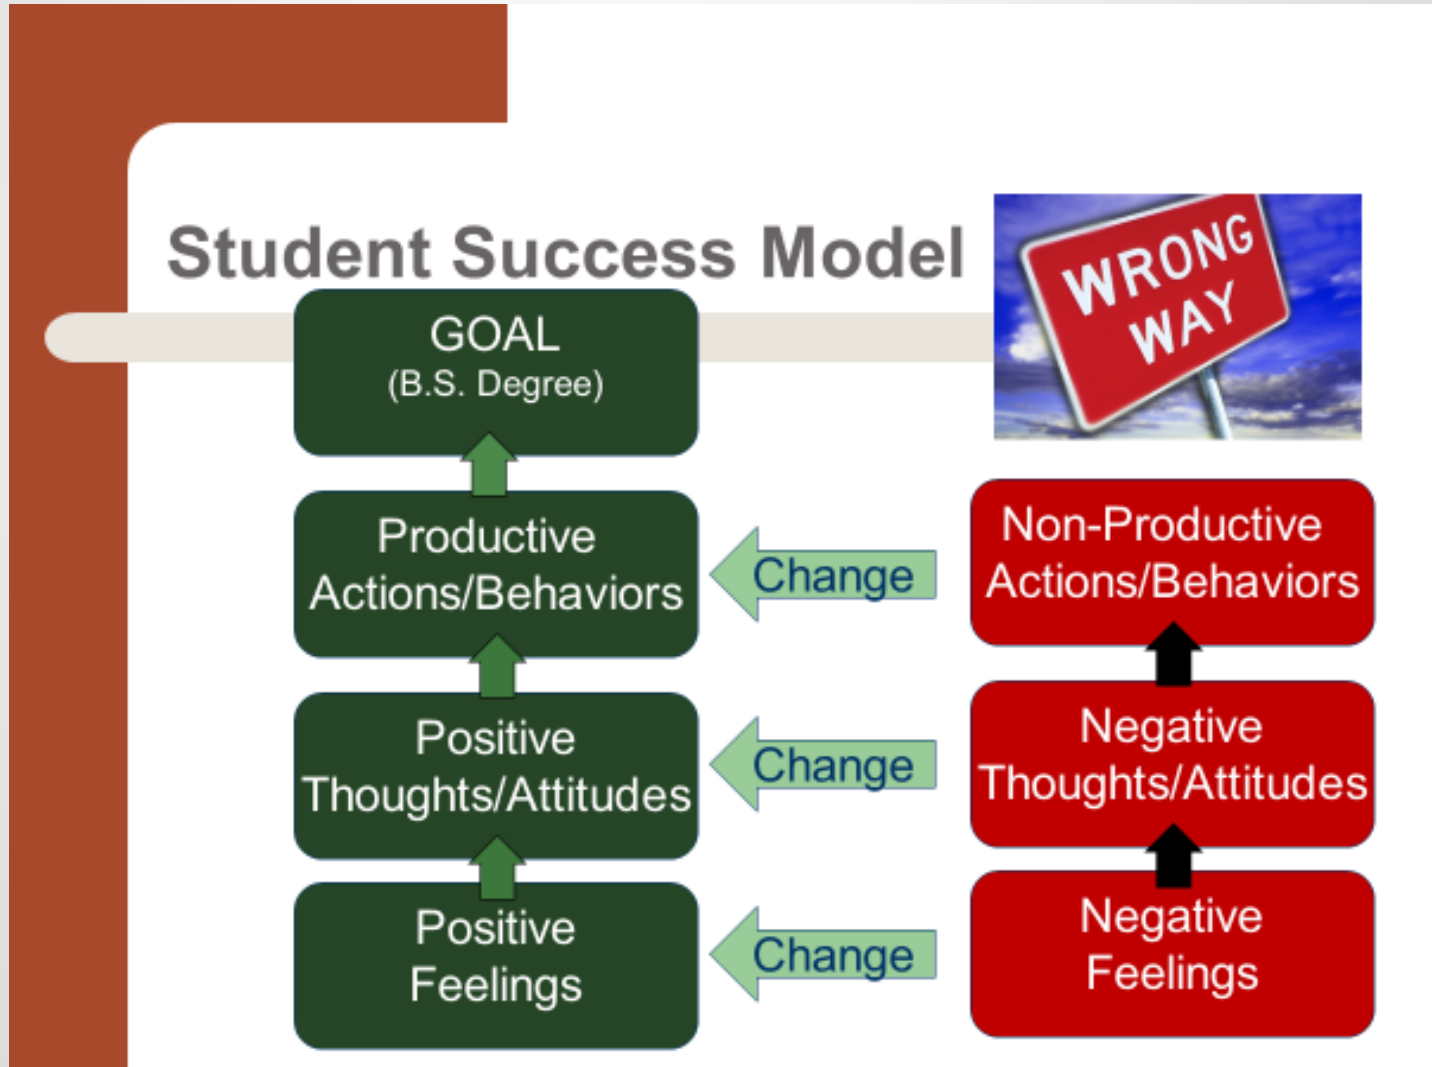 Student Success Model
WRONG
WAY
GOAL
(B.S. Degree)
Productive
Actions/Behaviors
Change
Non-Productive
Actions/Behaviors
Positive
Thoughts/Attitudes
Change
Negative
Thoughts/Attitudes
Positive
Feelings
Change
Negative
Feelings